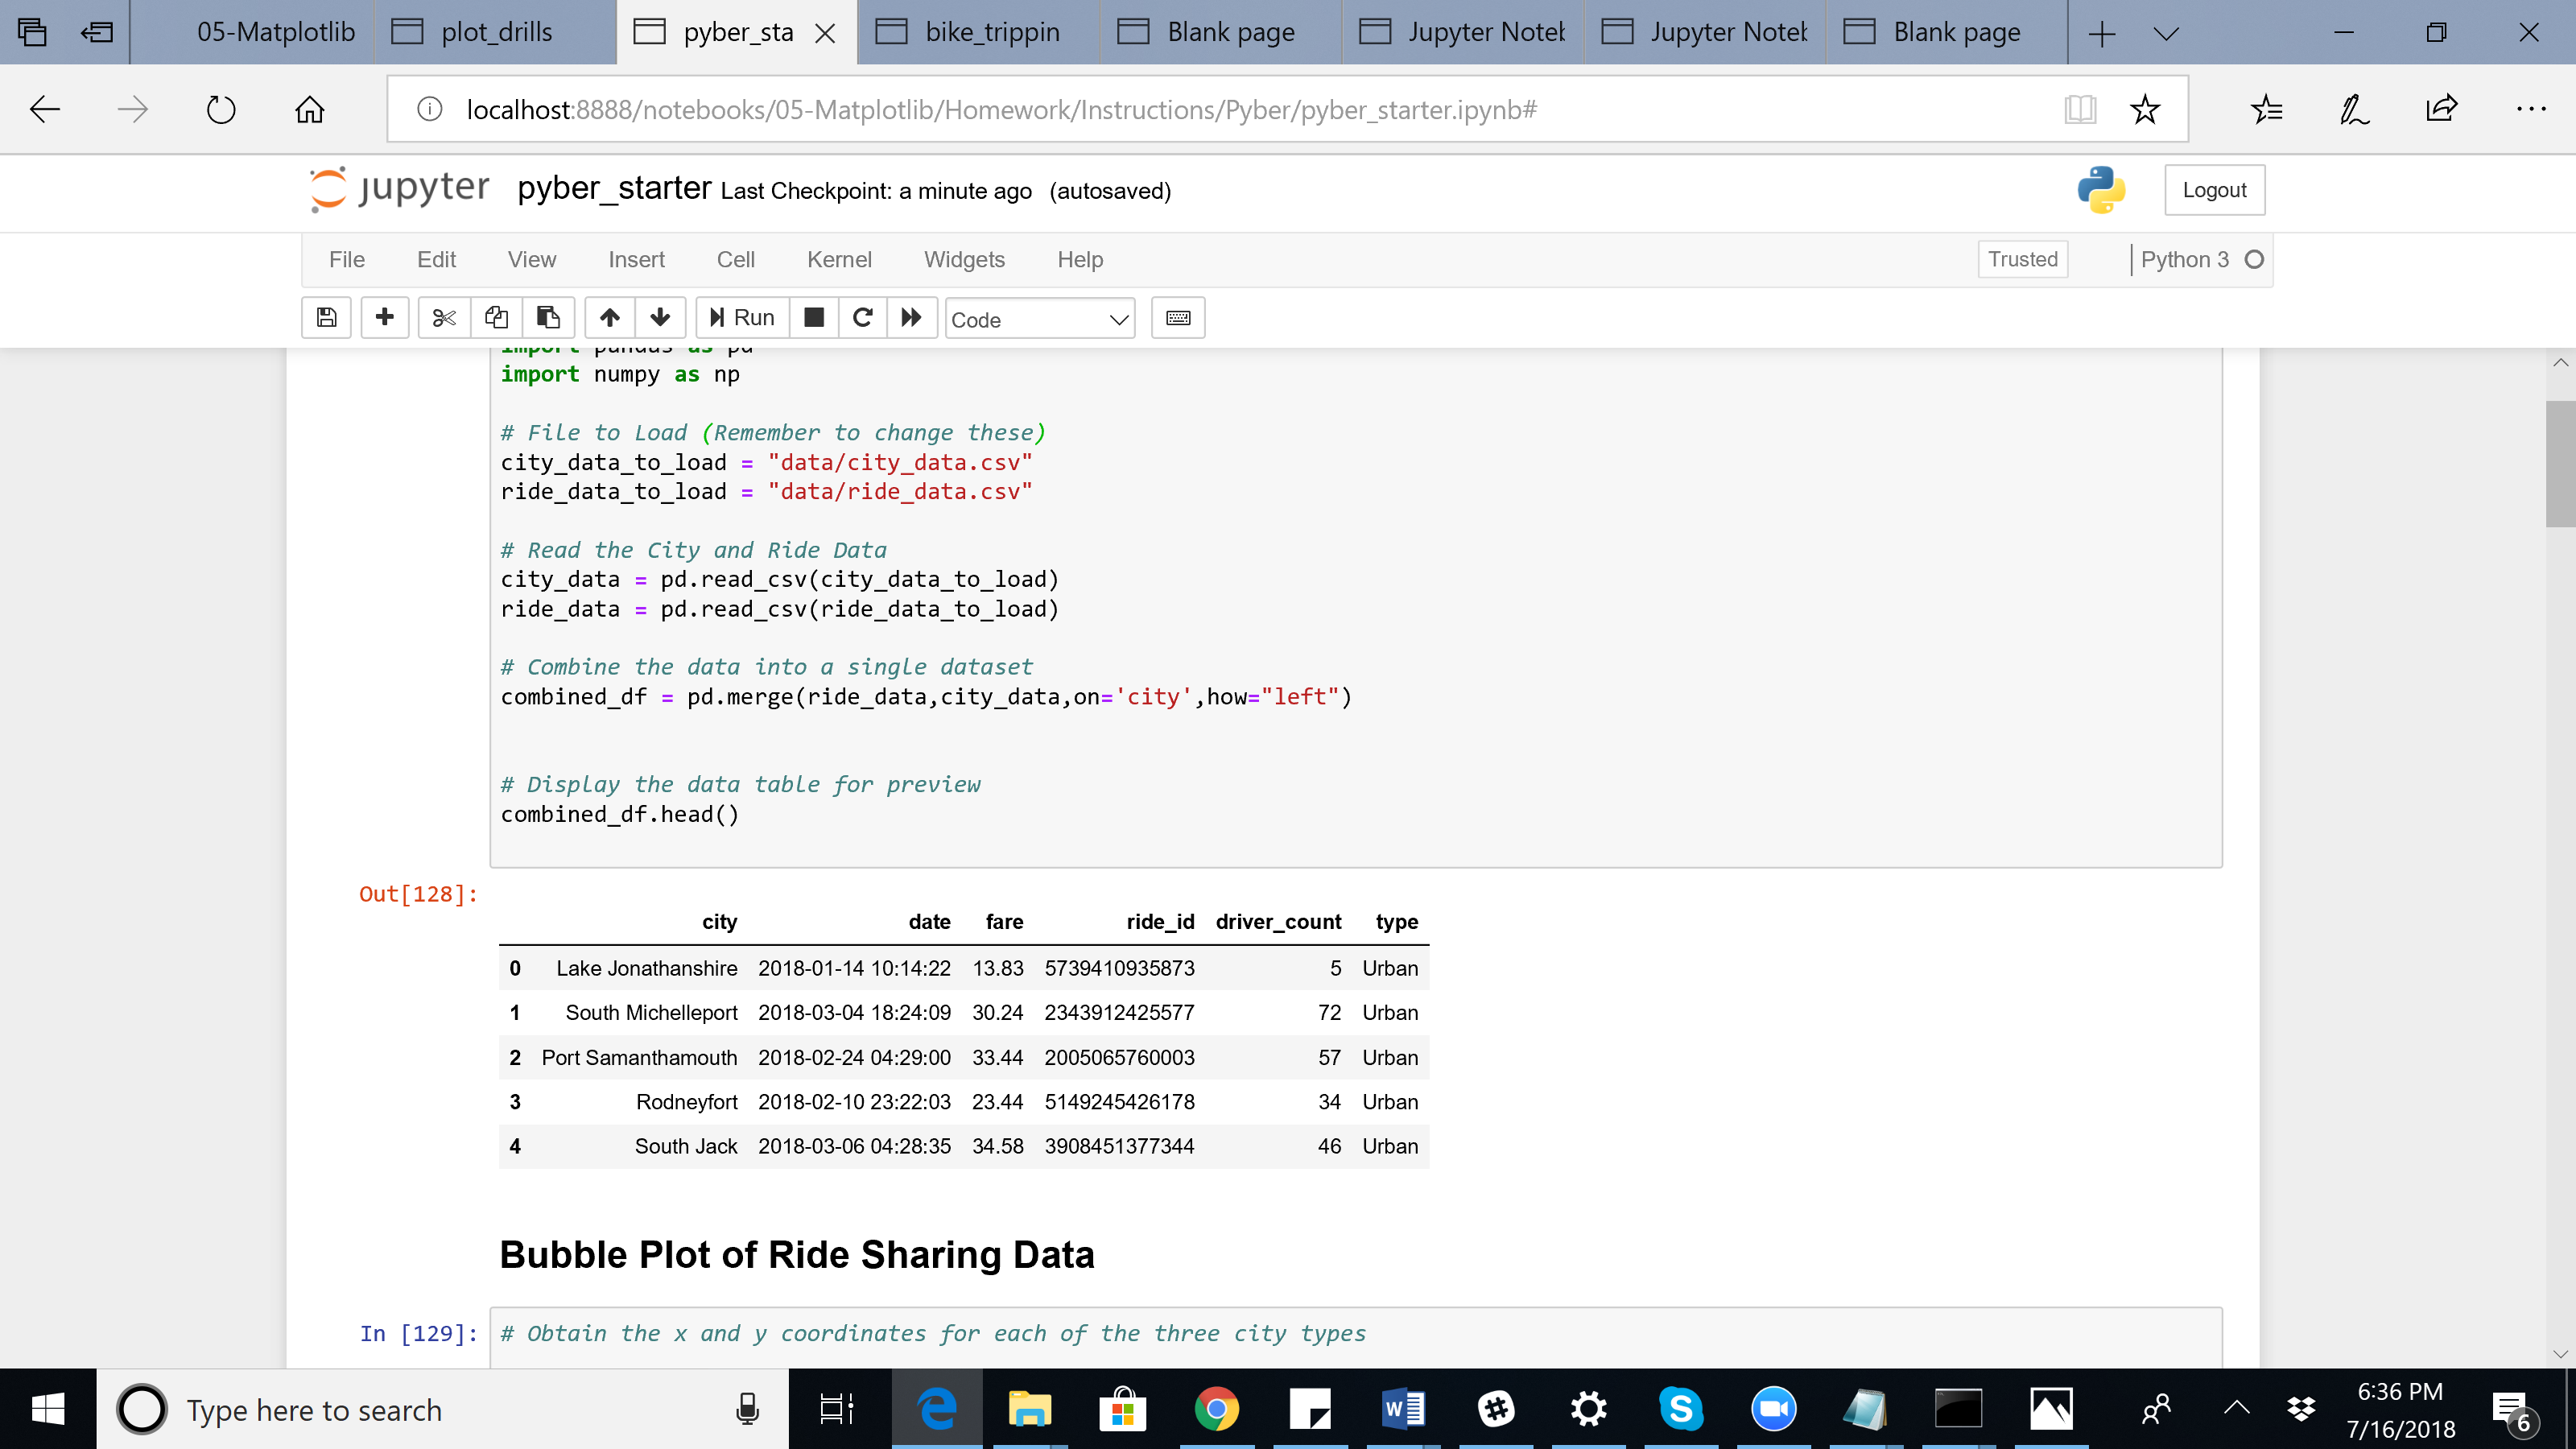 05-Matplotlib
plot_drills
pyber_sta
bike_trippin
Blank page
Jupyter Noteb
Jupyter Noteb
Blank page
localhost:8888/notebooks/05-Matplotlib/Homework/Instructions/Pyber/pyber_starter.ipynb#
jupyter pyber_starter Last Checkpoint: a minute ago (autosaved)
Logout
File Edit View Insert Cell Kernel Widgets Help
Trusted
Python 3
Run
Code
import pandas as pd
import numpy as np
# File to Load (Remember to change these)
city_data_to_load = "data/city_data.csv"
ride_data_to_load = "data/ride_data.csv"
# Read the City and Ride Data
city_data = pd.read_csv(city_data_to_load)
ride_data = pd.read_csv(ride_data_to_load)
# Combine the data into a single dataset
combined_df = pd.merge(ride_data,city_data,on='city',how="left")
# Display the data table for preview
combined_df.head()
Out[128]:
city date fare ride_id driver_count type
0 Lake Jonathanshire 2018-01-14 10:14:22 13.83 5739410935873 5 Urban
1 South Michelleport 2018-03-04 18:24:09 30.24 2343912425577 72 Urban
2 Port Samanthamouth 2018-02-24 04:29:00 33.44 2005065760003 57 Urban
3 Rodneyfort 2018-02-10 23:22:03 23.44 5149245426178 34 Urban
4 South Jack 2018-03-06 04:28:35 34.58 3908451377344 46 Urban
Bubble Plot of Ride Sharing Data
In [129]: # Obtain the x and y coordinates for each of the three city types
Type here to search
6:36 PM
7/16/2018
6